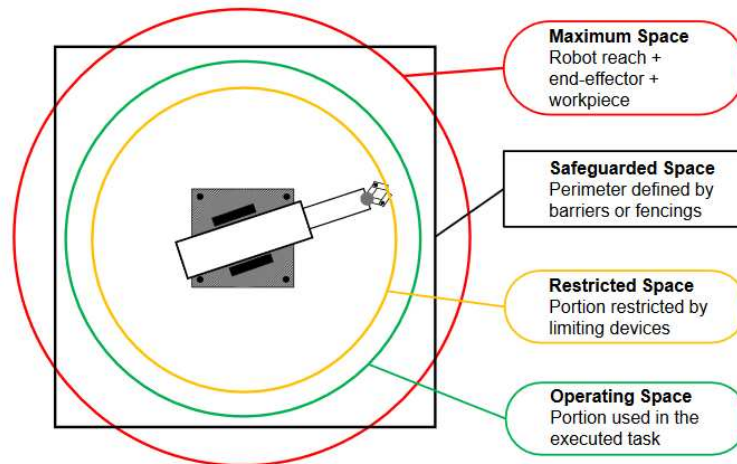 Maximum Space
Robot reach +
end-effector +
workpiece
Safeguarded Space
Perimeter defined by
barriers or fencings
Restricted Space
Portion restricted by
limiting devices
Operating Space
Portion used in the
executed task